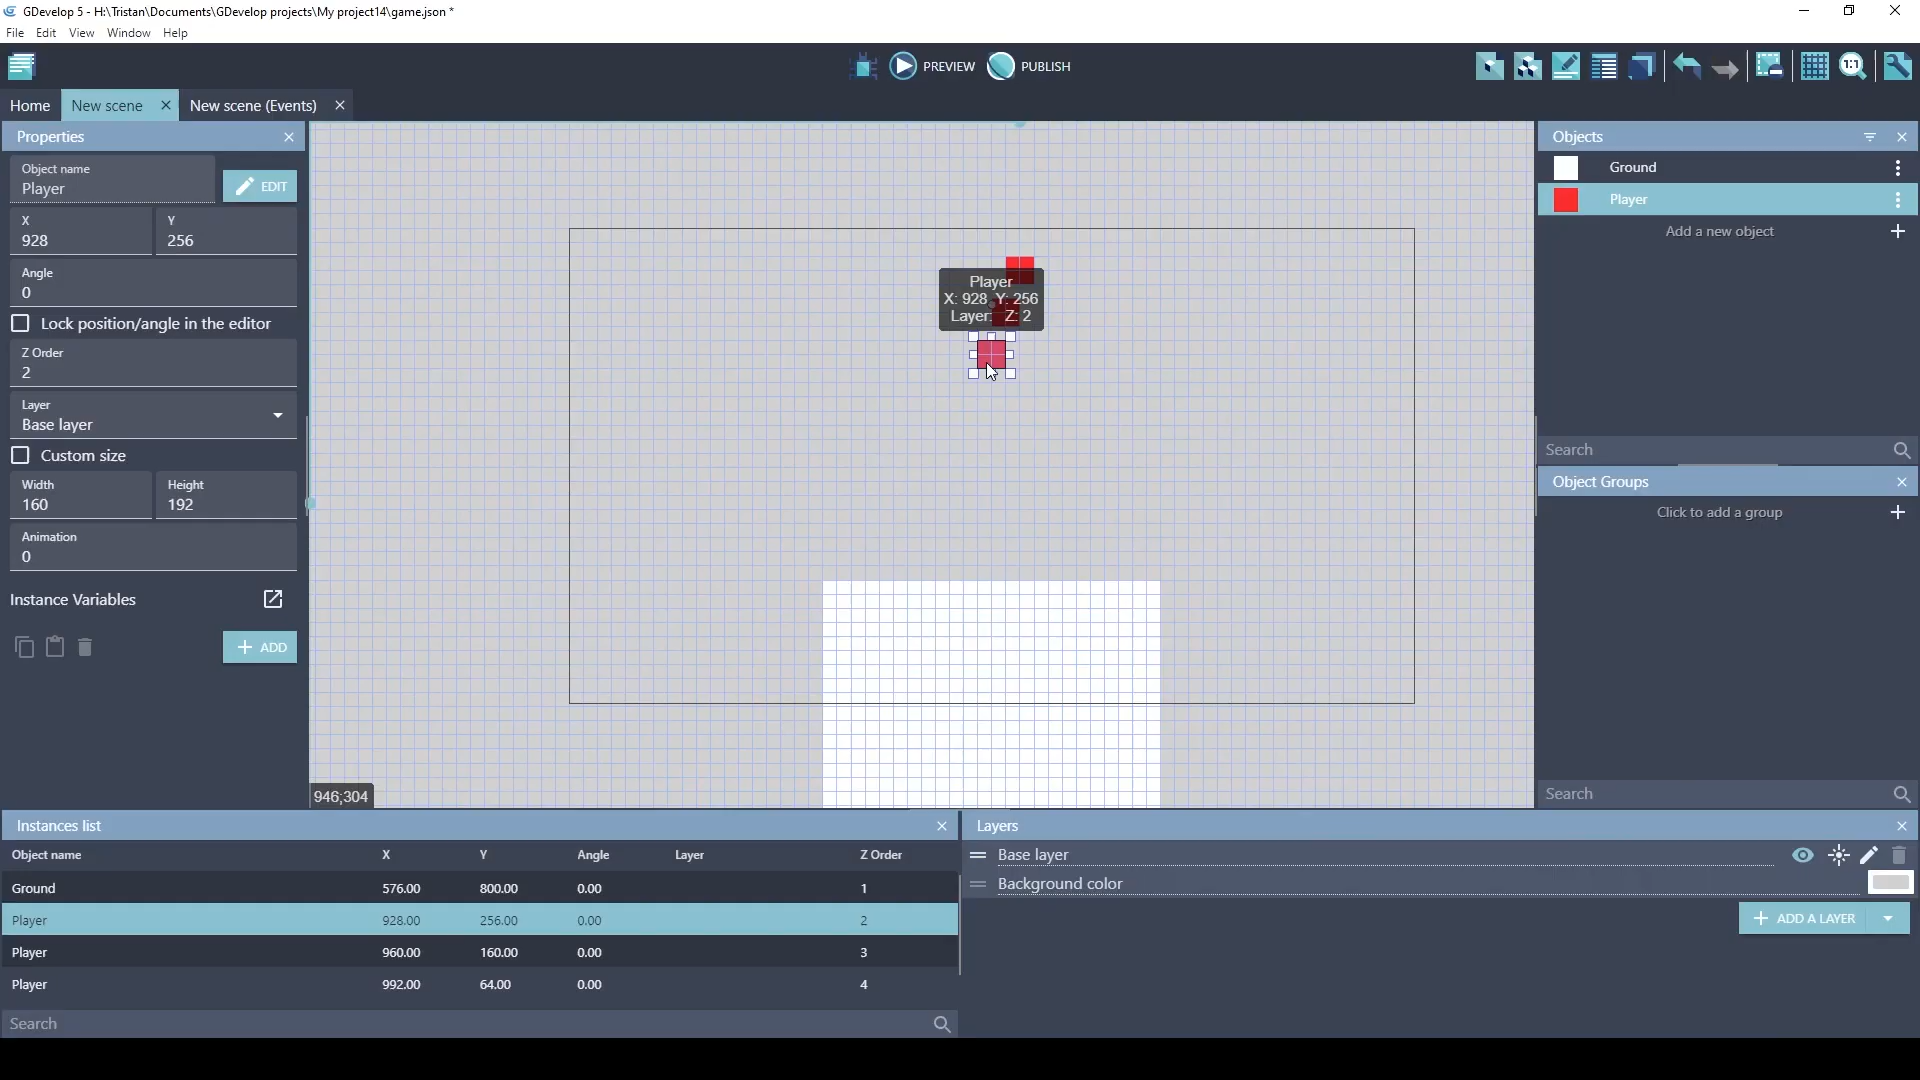 GDevelop 5 - H:\Tristan\Documents\GDevelop projects\My project14\game.json *
File Edit View Window Help
PREVIEW PUBLISH 1:1
Home New scene New scene (Events)
Properties
Object name
Player
EDIT
X Y
928 256
Angle
0
Lock position/angle in the editor
Z Order
2
Layer
Base layer
Custom size
Width Height
160 192
Animation
0
Instance Variables
ADD
Player
X: 928 Y: 256
Layer: Z: 2
946;304
Objects
Ground
Player
Add a new object
Search
Object Groups
Click to add a group
Search
Instances list
Object name X Y Angle Layer Z Order
Ground 576.00 800.00 0.00 1
Player 928.00 256.00 0.00 2
Player 960.00 160.00 0.00 3
Player 992.00 64.00 0.00 4
Search
Layers
Base layer
Background color
ADD A LAYER